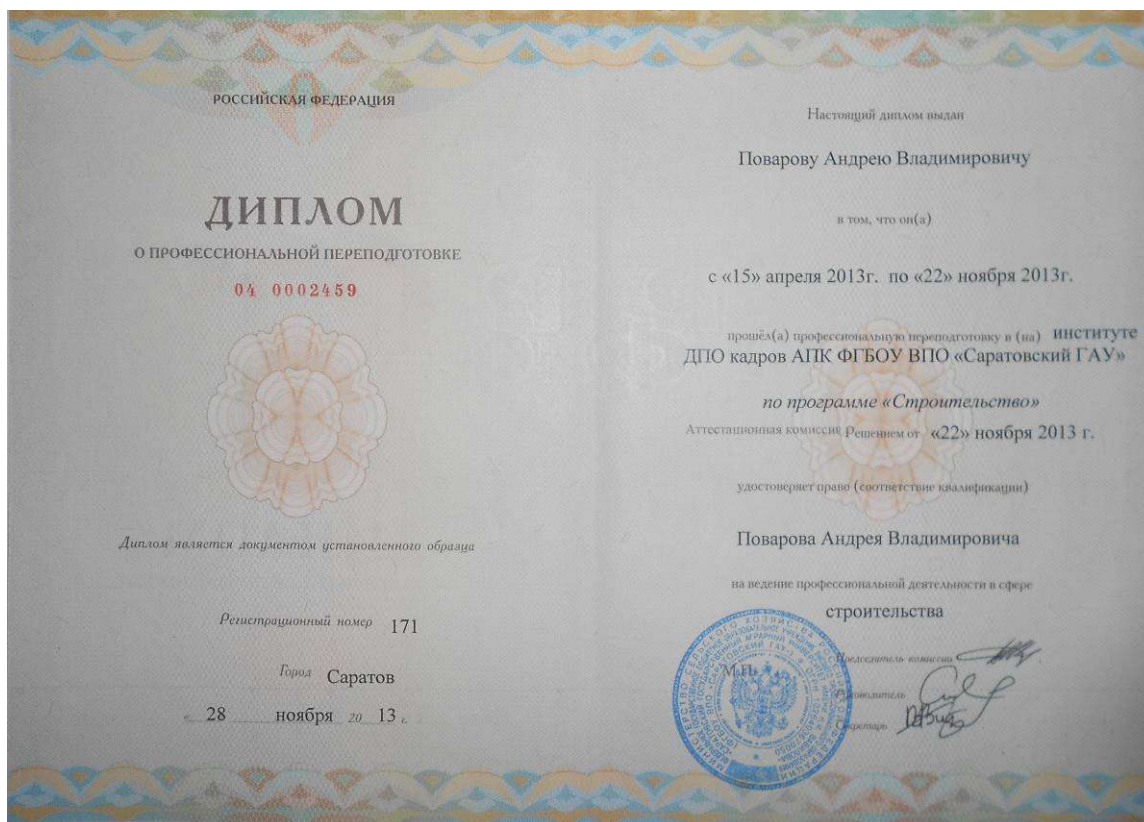 РОССИЙСКАЯ ФЕДЕРАЦИЯ
ДИПЛОМ
О ПРОФЕССИОНАЛЬНОЙ ПЕРЕПОДГОТОВКЕ
04 0002459
Диплом является документом установленного образца
Регистрационный номер 171
Город Саратов
« 28 ноября 20 13 г.
Настоящий диплом выдан
Поварову Андрею Владимировичу
в том, что он(а)
с «15» апреля 2013г. по «22» ноября 2013г.
прошёл(а) профессиональную переподготовку в (на) институте
ДПО кадров АПК ФГБОУ ВПО «Саратовский ГАУ»
по программе «Строительство»
Аттестационная комиссия Решением от «22» ноября 2013 г.
удостоверяет право (соответствие квалификации)
Поварова Андрея Владимировича
на ведение профессиональной деятельности в сфере
строительства
М.П.
Председатель комиссии
Руководитель
Секретарь